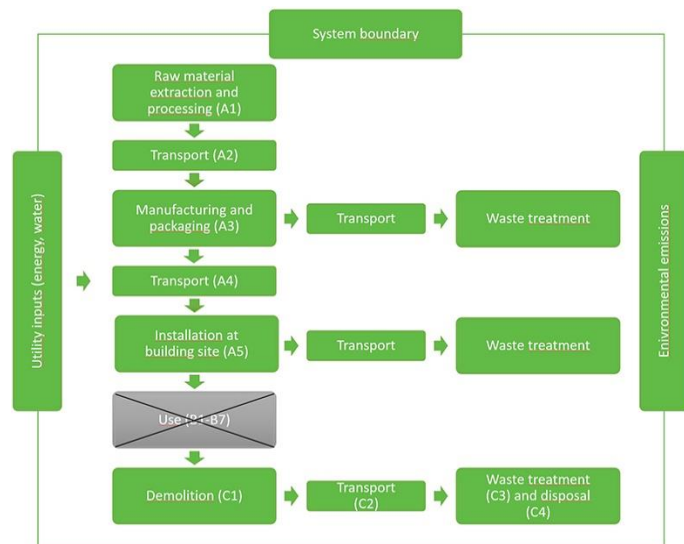 System boundary
Raw material
extraction and
processing (A1)
Transport (A2)
Manufacturing and
packaging (A3)
Transport
Waste treatment
Transport (A4)
Installation at
building site (A5)
Transport
Waste treatment
Use (B1-B7)
Demolition (C1)
Transport
(C2)
Waste treatment
(C3) and disposal
(C4)
Utility inputs (energy, water)
Enivronmental emissions